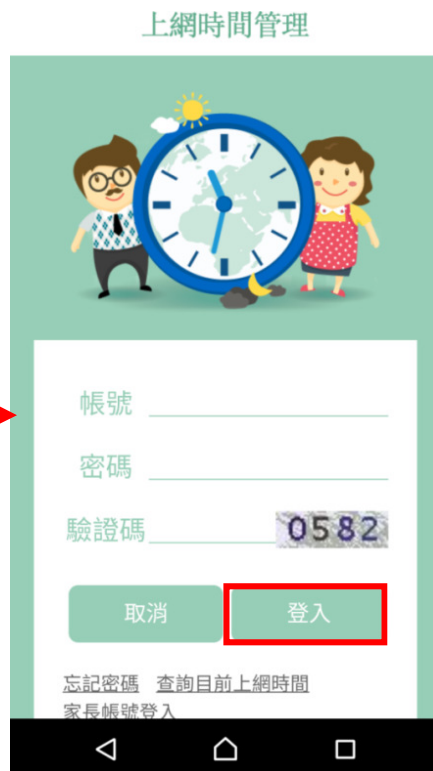 上網時間管理
帳號
密碼
驗證碼 0582
取消 登入
忘記密碼 查詢目前上網時間
家長帳號登入